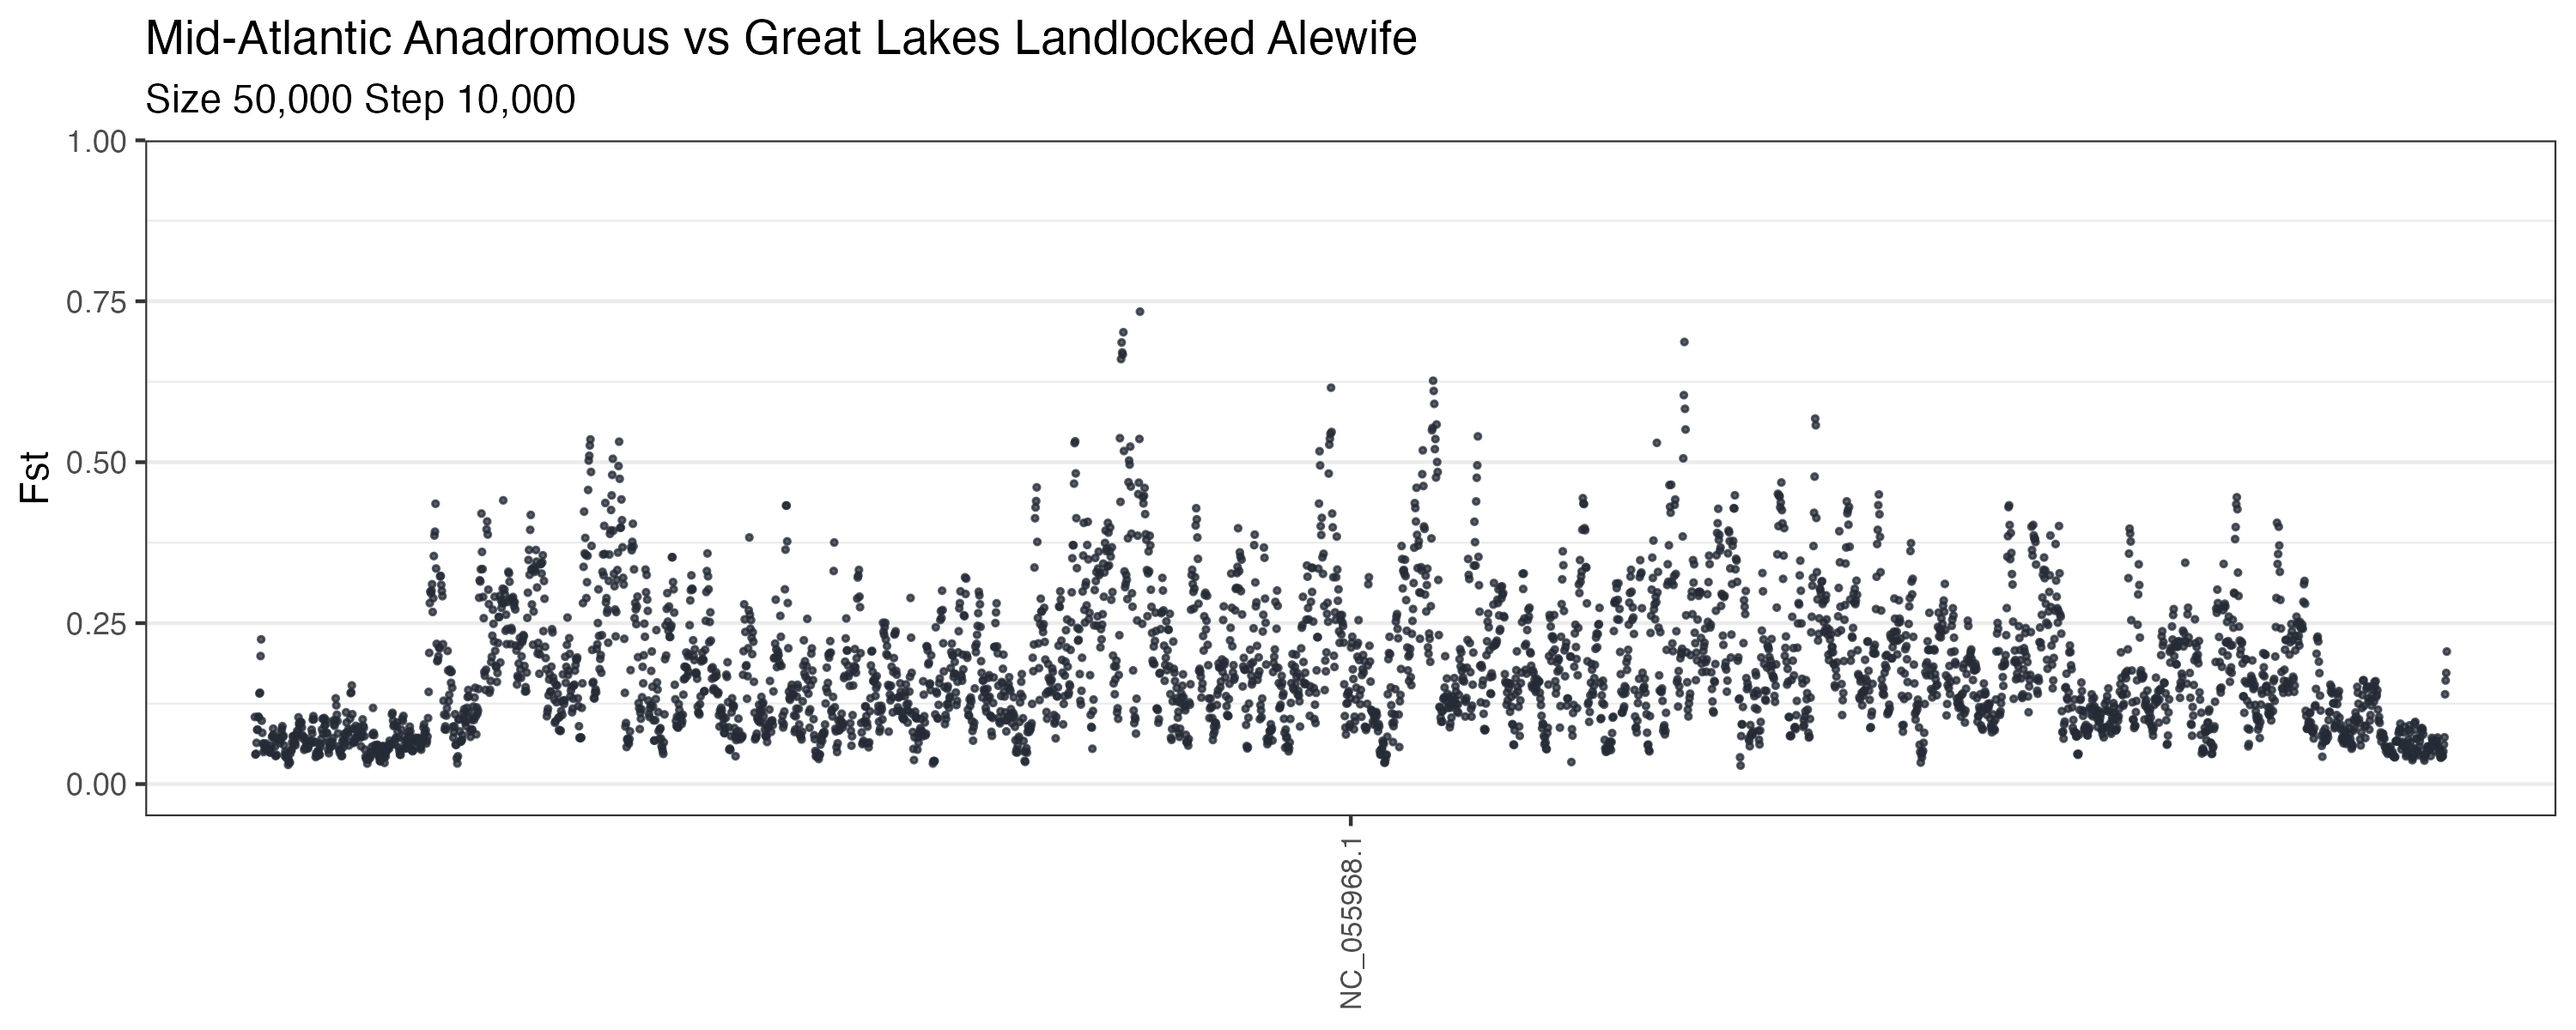 Mid-Atlantic Anadromous vs Great Lakes Landlocked Alewife
Size 50,000 Step 10,000
1.00
0.75
0.50
0.25
0.00
Fst
NC_055968.1